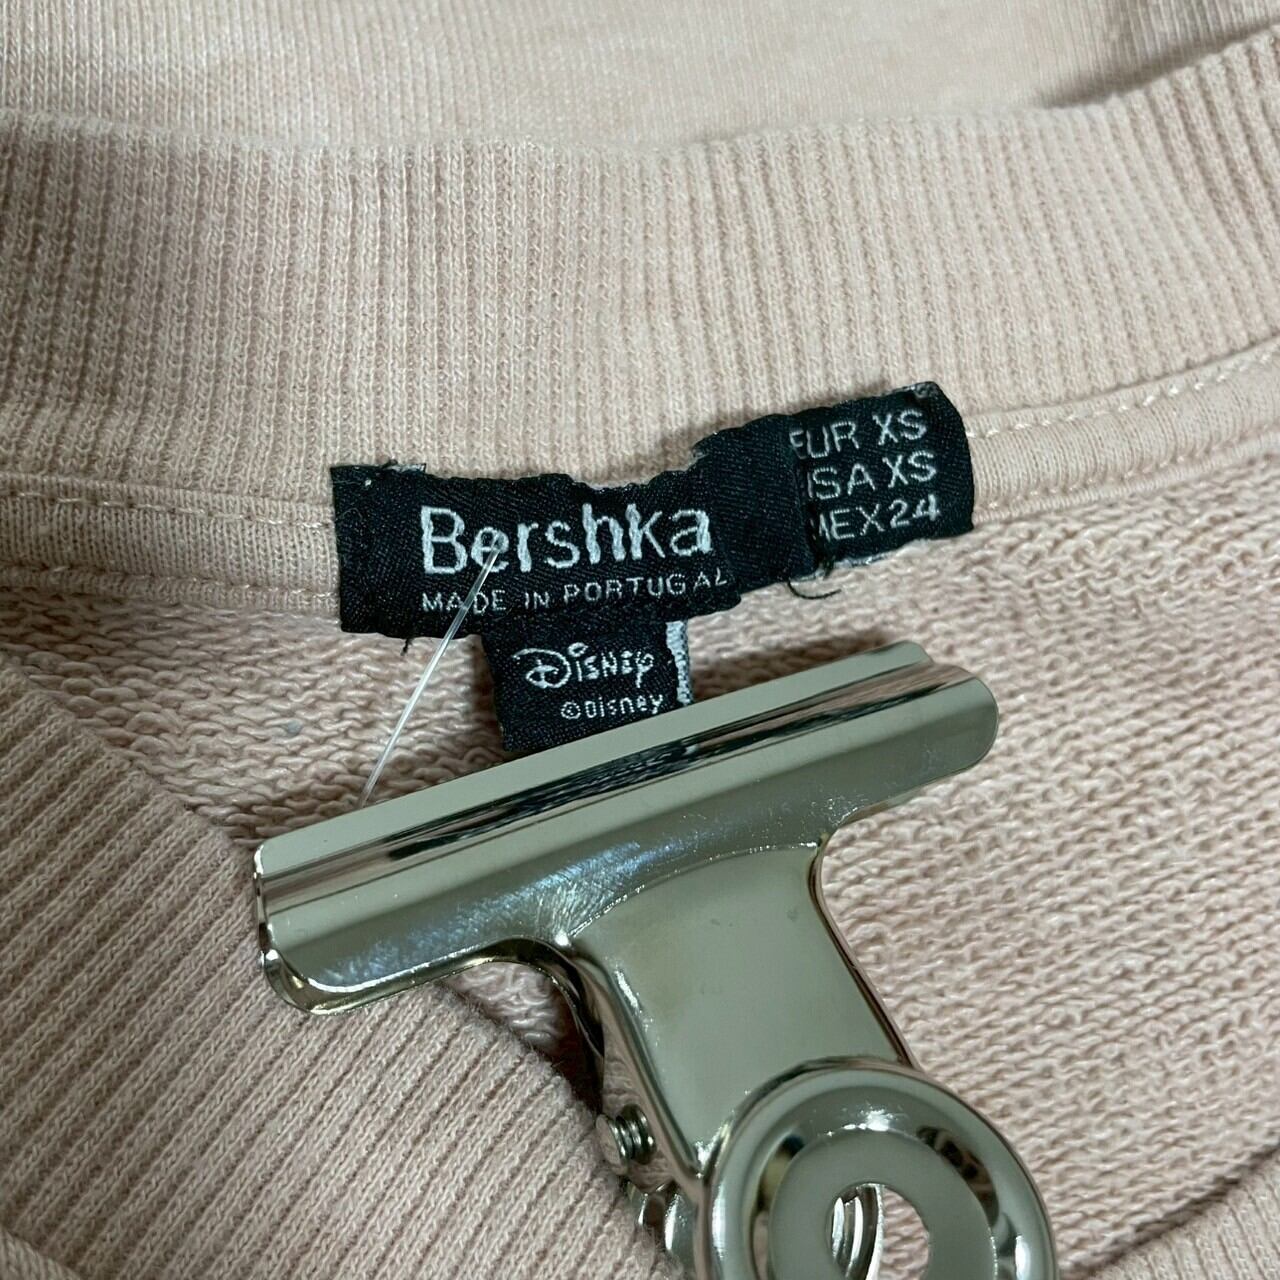 Bershka
MADE IN PORTUGAL
Disney
©Disney
EUR XS
USA XS
MEX 24